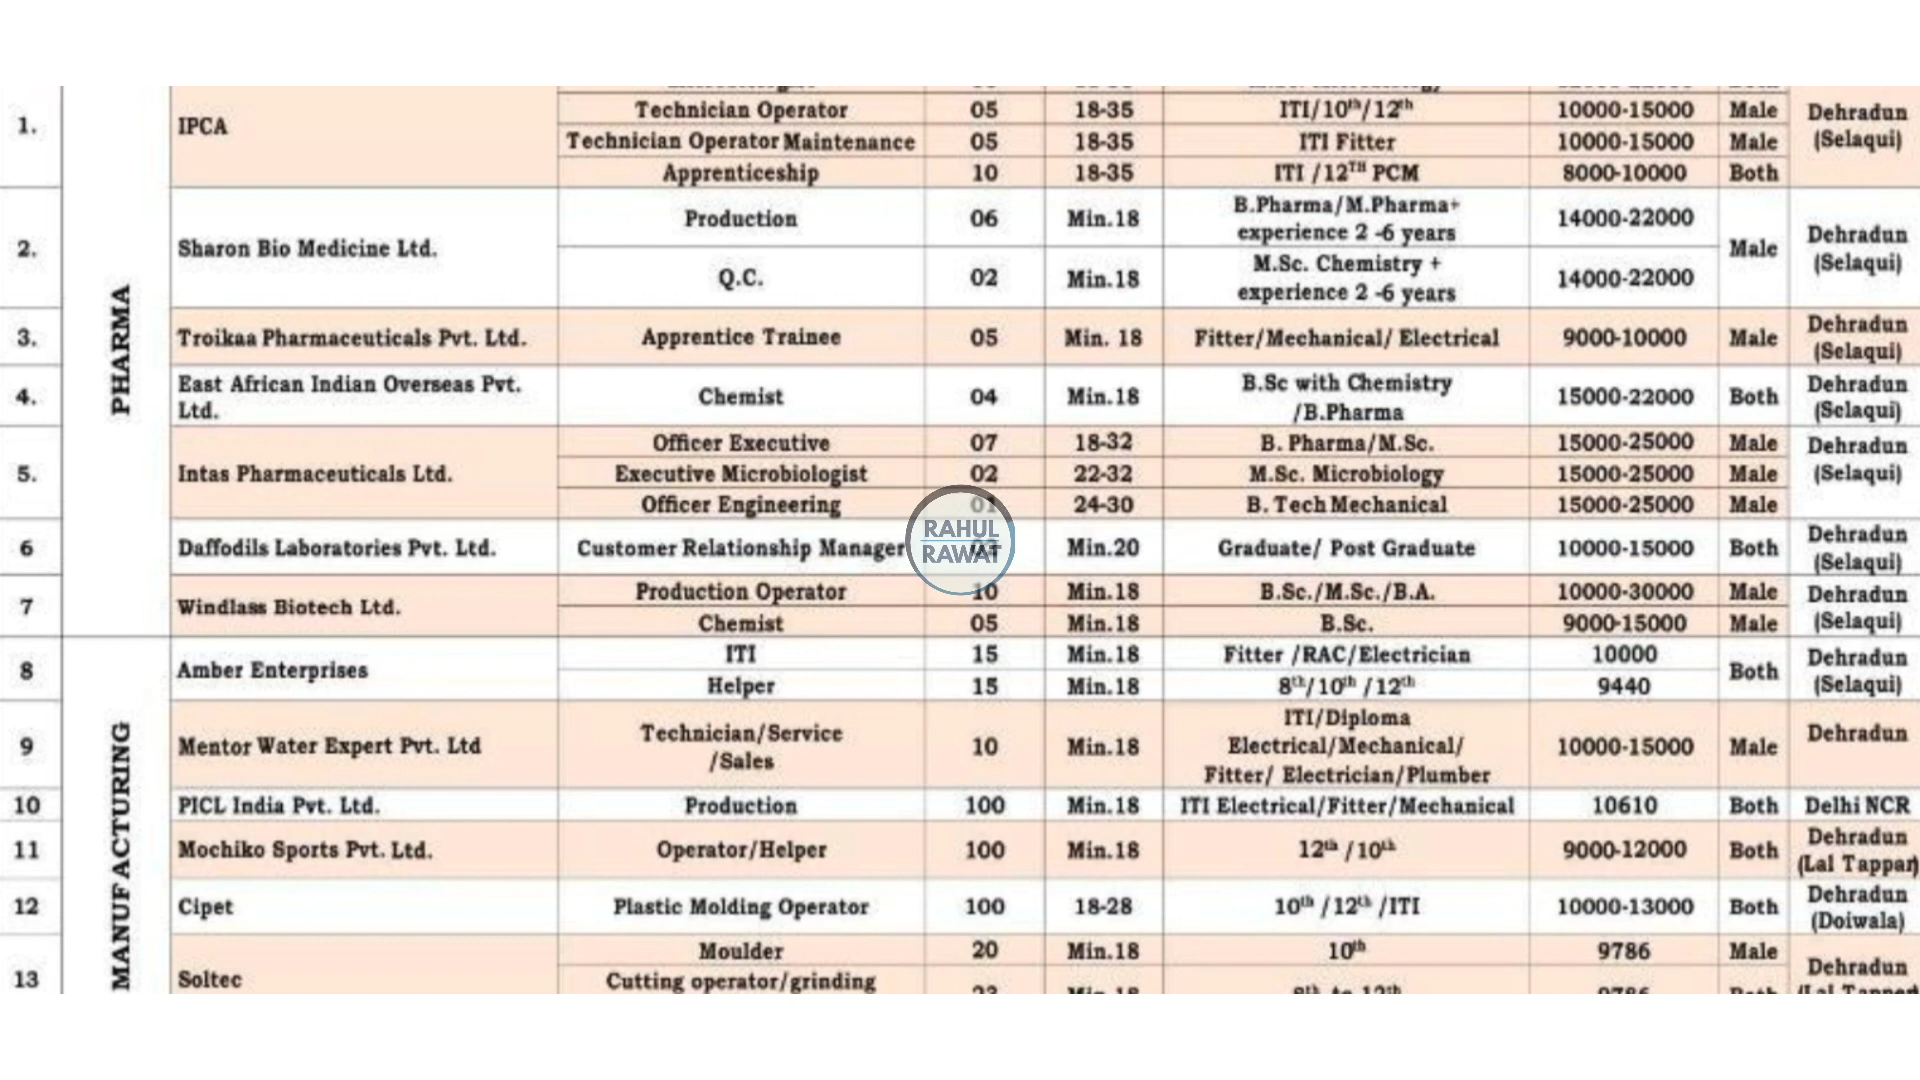 1.
IPCA
Technician Operator 05 18-35 ITI/10th/12th 10000-15000 Male
Technician Operator Maintenance 05 18-35 ITI Fitter 10000-15000 Male
Apprenticeship 10 18-35 ITI /12TH PCM 8000-10000 Both
Dehradun
(Selaqui)
PHARMA
2.
Sharon Bio Medicine Ltd.
Production 06 Min.18
B.Pharma/M.Pharma+
experience 2 -6 years
14000-22000
Q.C. 02 Min.18
M.Sc. Chemistry +
experience 2 -6 years
14000-22000
Male
Dehradun
(Selaqui)
3.
Troikaa Pharmaceuticals Pvt. Ltd. Apprentice Trainee 05 Min. 18 Fitter/Mechanical/ Electrical 9000-10000 Male
Dehradun
(Selaqui)
4.
East African Indian Overseas Pvt.
Ltd.
Chemist 04 Min.18
B.Sc with Chemistry
/B.Pharma
15000-22000 Both
Dehradun
(Selaqui)
5.
Intas Pharmaceuticals Ltd.
Officer Executive 07 18-32 B. Pharma/M.Sc. 15000-25000 Male
Executive Microbiologist 02 22-32 M.Sc. Microbiology 15000-25000 Male
Officer Engineering 01 24-30 B. Tech Mechanical 15000-25000 Male
Dehradun
(Selaqui)
RAHUL
RAWAT
6
Daffodils Laboratories Pvt. Ltd. Customer Relationship Manager Min.20 Graduate/ Post Graduate 10000-15000 Both
Dehradun
(Selaqui)
7
Windlass Biotech Ltd.
Production Operator 10 Min.18 B.Sc./M.Sc./B.A. 10000-30000 Male
Chemist 05 Min.18 B.Sc. 9000-15000 Male
Dehradun
(Selaqui)
MANUFACTURING
8
Amber Enterprises
ITI 15 Min.18 Fitter /RAC/Electrician 10000
Helper 15 Min.18 8th/10th /12th 9440
Both
Dehradun
(Selaqui)
9
Mentor Water Expert Pvt. Ltd
Technician/Service
/Sales
10 Min.18
ITI/Diploma
Electrical/Mechanical/
Fitter/ Electrician/Plumber
10000-15000 Male
Dehradun
10 PICL India Pvt. Ltd. Production 100 Min.18 ITI Electrical/Fitter/Mechanical 10610 Both Delhi NCR
11 Mochiko Sports Pvt. Ltd. Operator/Helper 100 Min.18 12th /10th 9000-12000 Both
Dehradun
(Lal Tappar)
12 Cipet Plastic Molding Operator 100 18-28 10th /12th /ITI 10000-13000 Both
Dehradun
(Doiwala)
13
Soltec
Moulder 20 Min.18 10th 9786 Male
Cutting operator/grinding
Dehradun